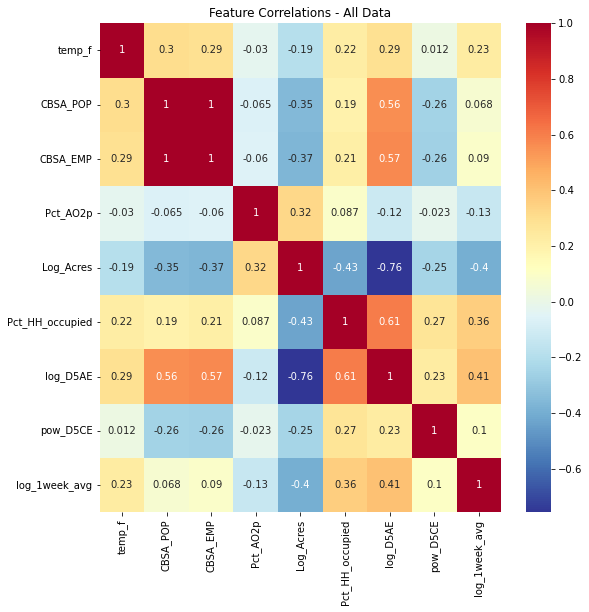 Feature Correlations - All Data
temp_f 1 0.3 0.29 -0.03 -0.19 0.22 0.29 0.012 0.23
CBSA_POP 0.3 1 1 -0.065 -0.35 0.19 0.56 -0.26 0.068
CBSA_EMP 0.29 1 1 -0.06 -0.37 0.21 0.57 -0.26 0.09
Pct_AO2p -0.03 -0.065 -0.06 1 0.32 0.087 -0.12 -0.023 -0.13
Log_Acres -0.19 -0.35 -0.37 0.32 1 -0.43 -0.76 -0.25 -0.4
Pct_HH_occupied 0.22 0.19 0.21 0.087 -0.43 1 0.61 0.27 0.36
log_D5AE 0.29 0.56 0.57 -0.12 -0.76 0.61 1 0.23 0.41
pow_D5CE 0.012 -0.26 -0.26 -0.023 -0.25 0.27 0.23 1 0.1
log_1week_avg 0.23 0.068 0.09 -0.13 -0.4 0.36 0.41 0.1 1
temp_f
CBSA_POP
CBSA_EMP
Pct_AO2p
Log_Acres
Pct_HH_occupied
log_D5AE
pow_D5CE
log_1week_avg
1.0
0.8
0.6
0.4
0.2
0.0
-0.2
-0.4
-0.6